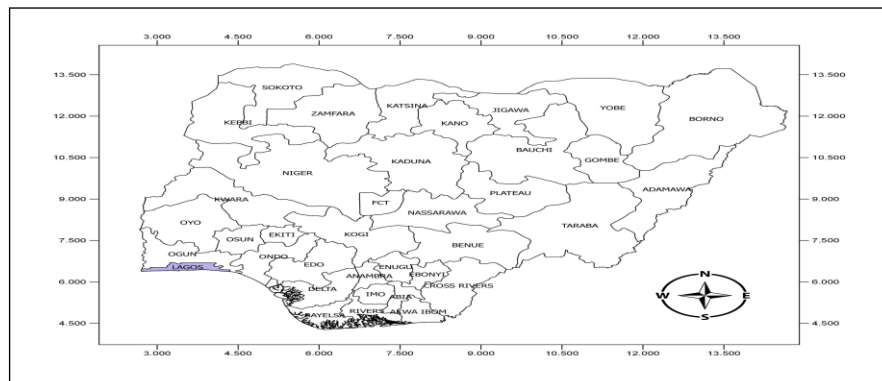 3.000 4.500 6.000 7.500 9.000 10.500 12.000 13.500
13.500 13.500
SOKOTO
KATSINA JIGAWA YOBE
ZAMFARA
KEBBI KANO BORNO
12.000 12.000
BAUCHI
10.500 10.500
GOMBE
KADUNA
NIGER
ADAMAWA
PLATEAU
9.000 KWARA 9.000
FCT
NASSARAWA
OYO TARABA
KOGI
EKITI
OSUN
7.500 BENUE 7.500
OGUN ONDO
EDO
LAGOS ENUGU
ANAMBRA EBONYI
6.000 6.000
CROSS RIVERS
DELTA
IMO ABIA
N
W E
S
RIVERS AKWA IBOM
BAYELSA
4.500 4.500
3.000 4.500 6.000 7.500 9.000 10.500 12.000 13.500